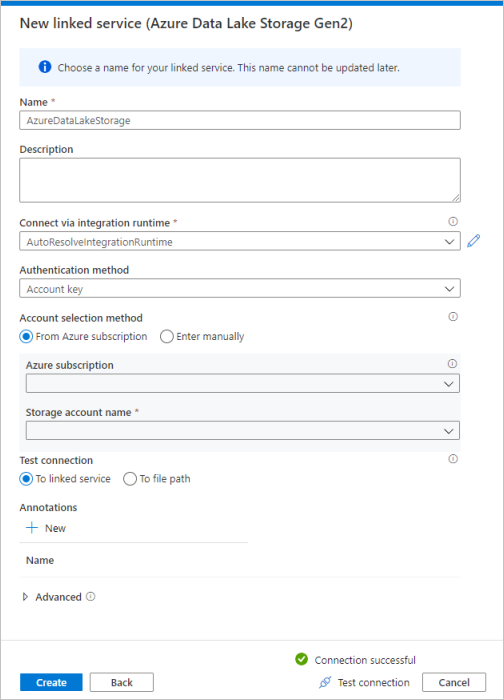 New linked service (Azure Data Lake Storage Gen2)
Choose a name for your linked service. This name cannot be updated later.
Name *
AzureDataLakeStorage
Description
Connect via integration runtime *
AutoResolveIntegrationRuntime
Authentication method
Account key
Account selection method
From Azure subscription Enter manually
Azure subscription
Storage account name *
Test connection
To linked service To file path
Annotations
New
Name
Advanced
Connection successful
Create Back Test connection Cancel